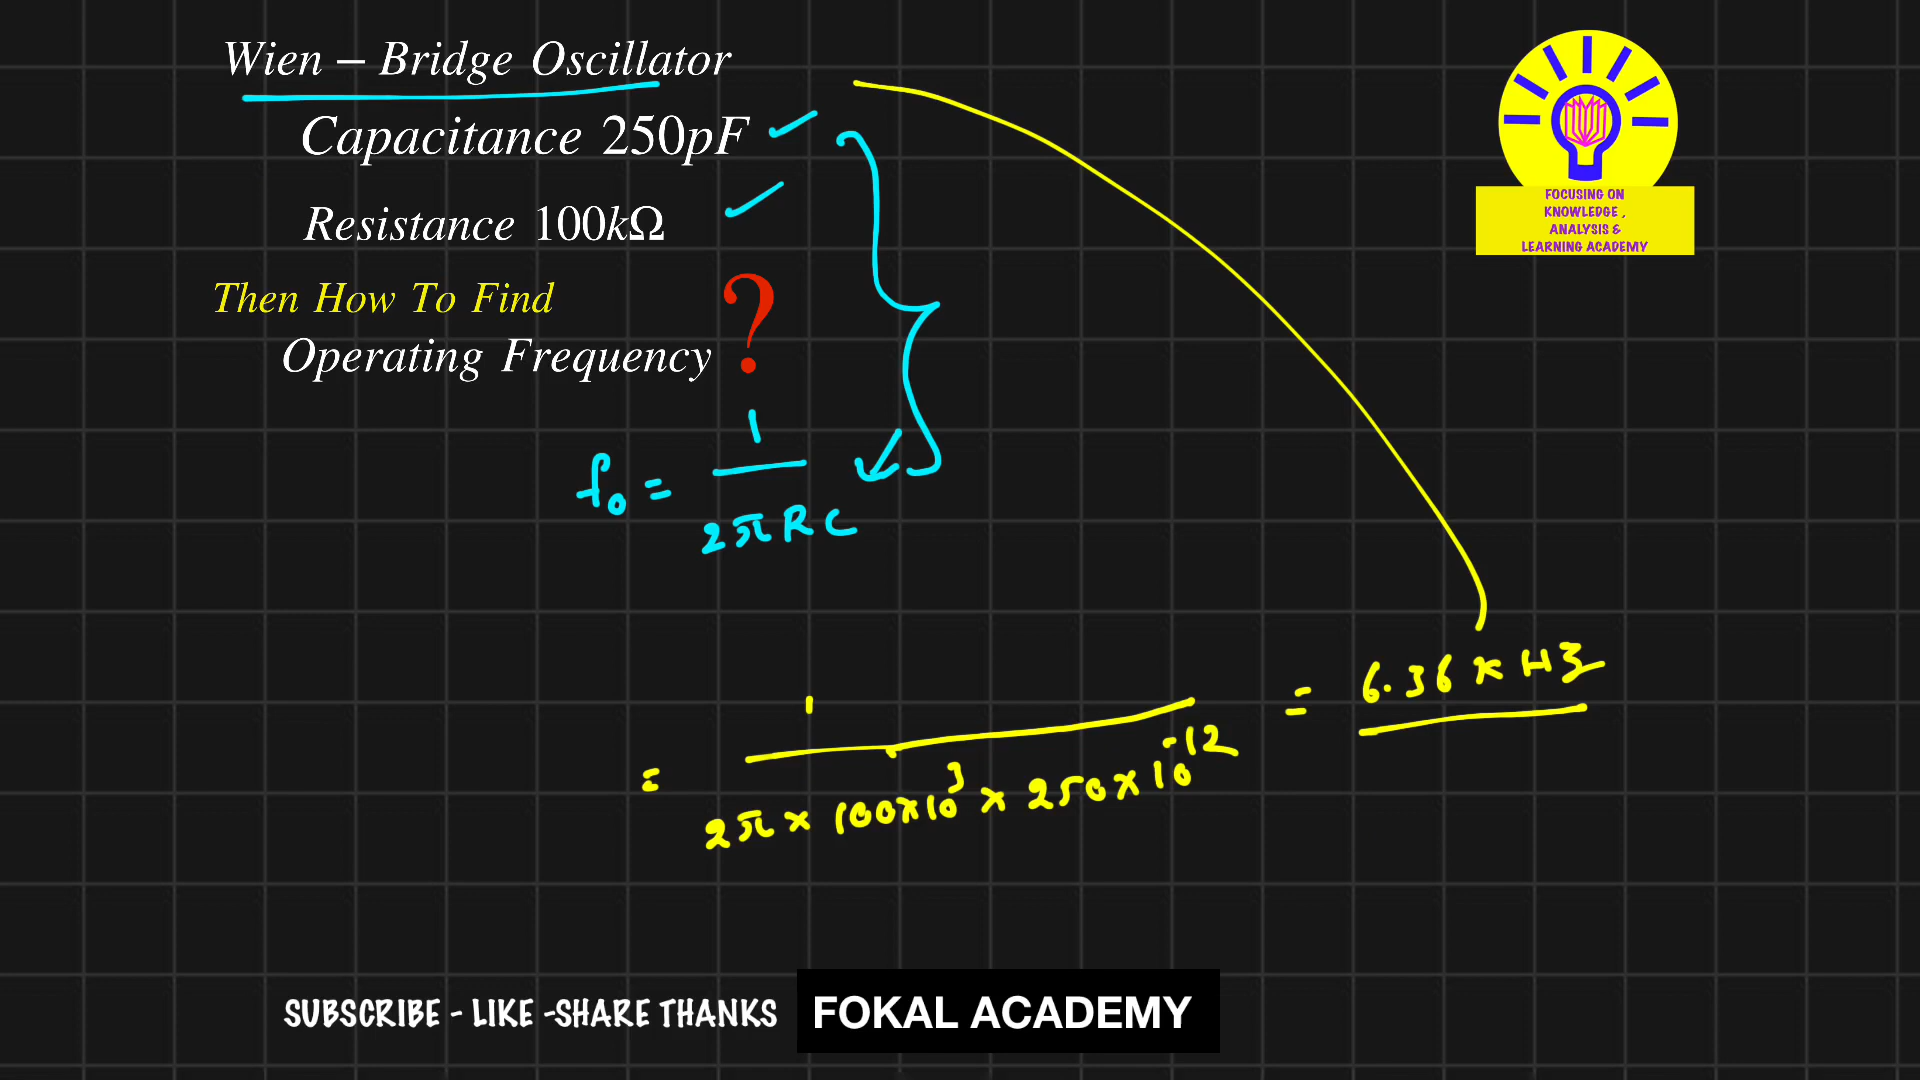 Wien – Bridge Oscillator
Capacitance 250pF
Resistance 100kΩ
Then How To Find
Operating Frequency ?
f₀ = 1 / 2πRC
= 1 / 2π × 100×10³ × 250×10⁻¹² = 6.36 KHz
FOCUSING ON
KNOWLEDGE ,
ANALYSIS &
LEARNING ACADEMY
SUBSCRIBE - LIKE -SHARE THANKS FOKAL ACADEMY